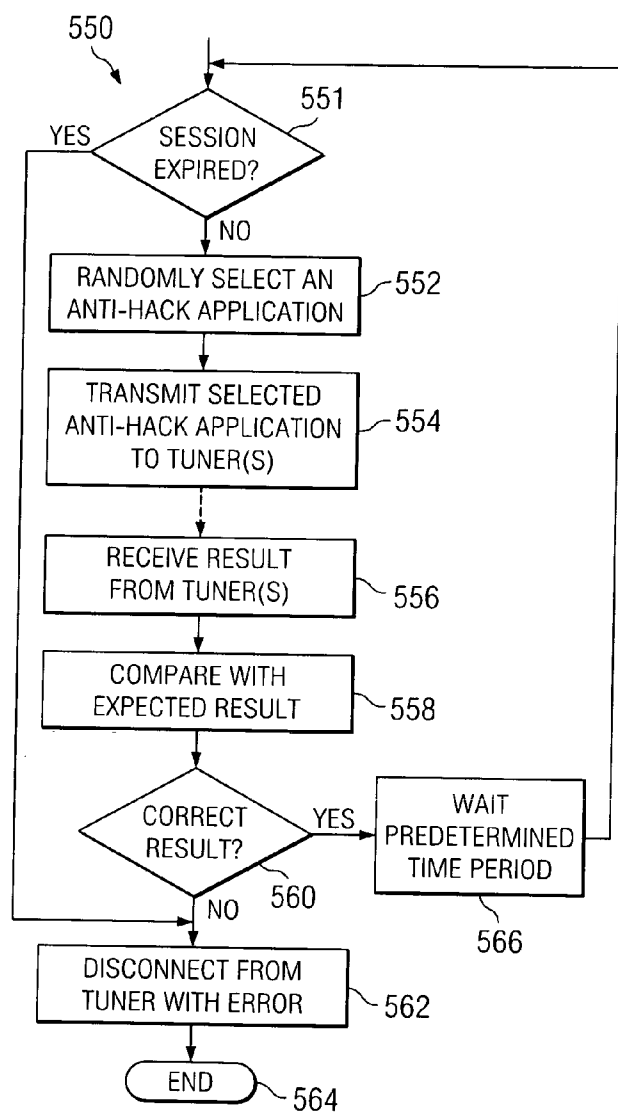 550
551
YES
SESSION
EXPIRED?
NO
RANDOMLY SELECT AN
ANTI-HACK APPLICATION
552
TRANSMIT SELECTED
ANTI-HACK APPLICATION
TO TUNER(S)
554
RECEIVE RESULT
FROM TUNER(S)
556
COMPARE WITH
EXPECTED RESULT
558
CORRECT
RESULT?
560
YES
WAIT
PREDETERMINED
TIME PERIOD
566
NO
DISCONNECT FROM
TUNER WITH ERROR
562
END
564